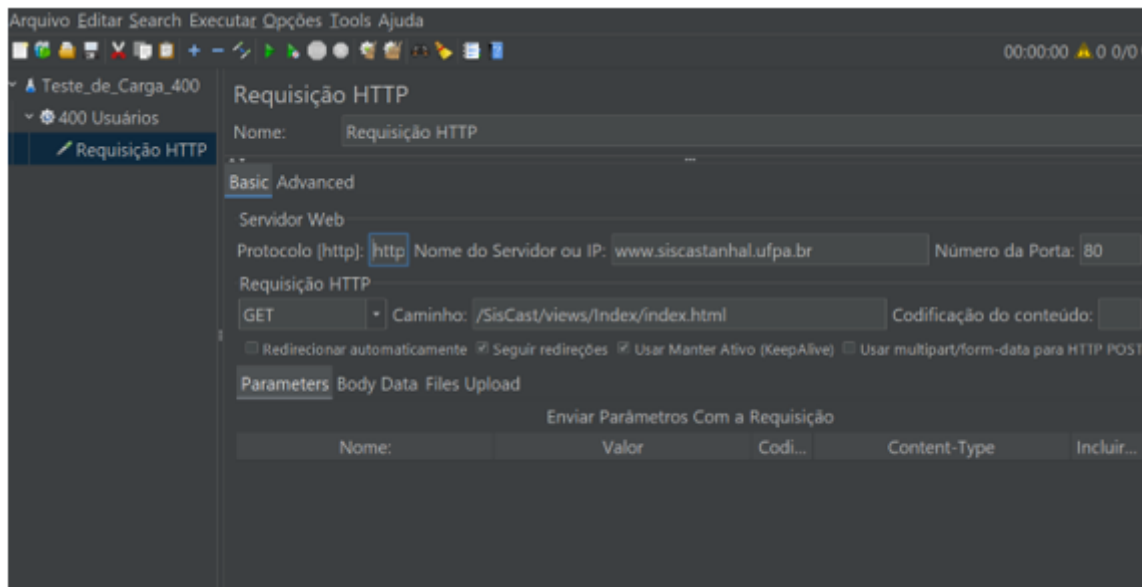 Arquivo Editar Search Executar Opções Tools Ajuda
00:00:00 0 0/0
Teste_de_Carga_400
400 Usuários
Requisição HTTP
Requisição HTTP
Nome: Requisição HTTP
Basic Advanced
Servidor Web
Protocolo [http]: http Nome do Servidor ou IP: www.siscastanhal.ufpa.br Número da Porta: 80
Requisição HTTP
GET Caminho: /SisCast/views/Index/index.html Codificação do conteúdo:
Redirecionar automaticamente Seguir redireções Usar Manter Ativo (KeepAlive) Usar multipart/form-data para HTTP POST
Parameters Body Data Files Upload
Enviar Parâmetros Com a Requisição
Nome: Valor Codi... Content-Type Incluir...